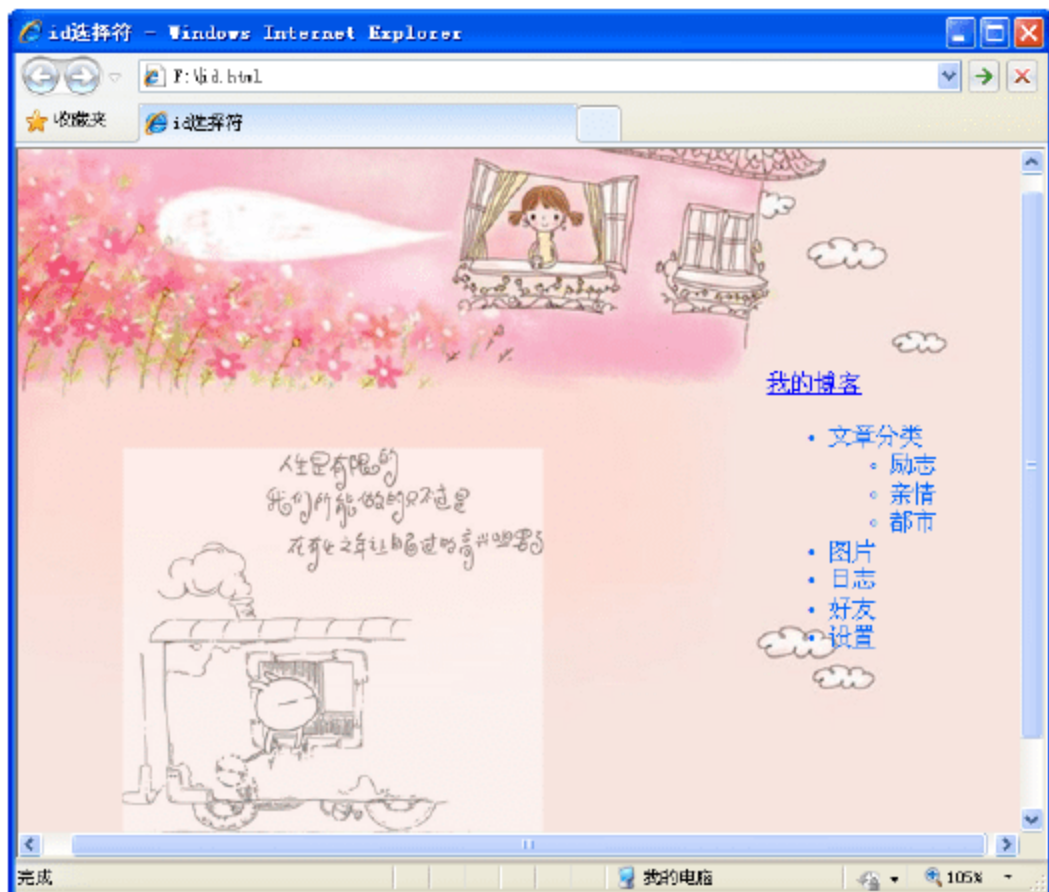 id选择符 - Windows Internet Explorer
F:\id.html
收藏夹
id选择符
我的博客
文章分类
励志
亲情
都市
图片
日志
好友
设置
人生是有限的
我们所能做的只不过是
完成
我的电脑
105%